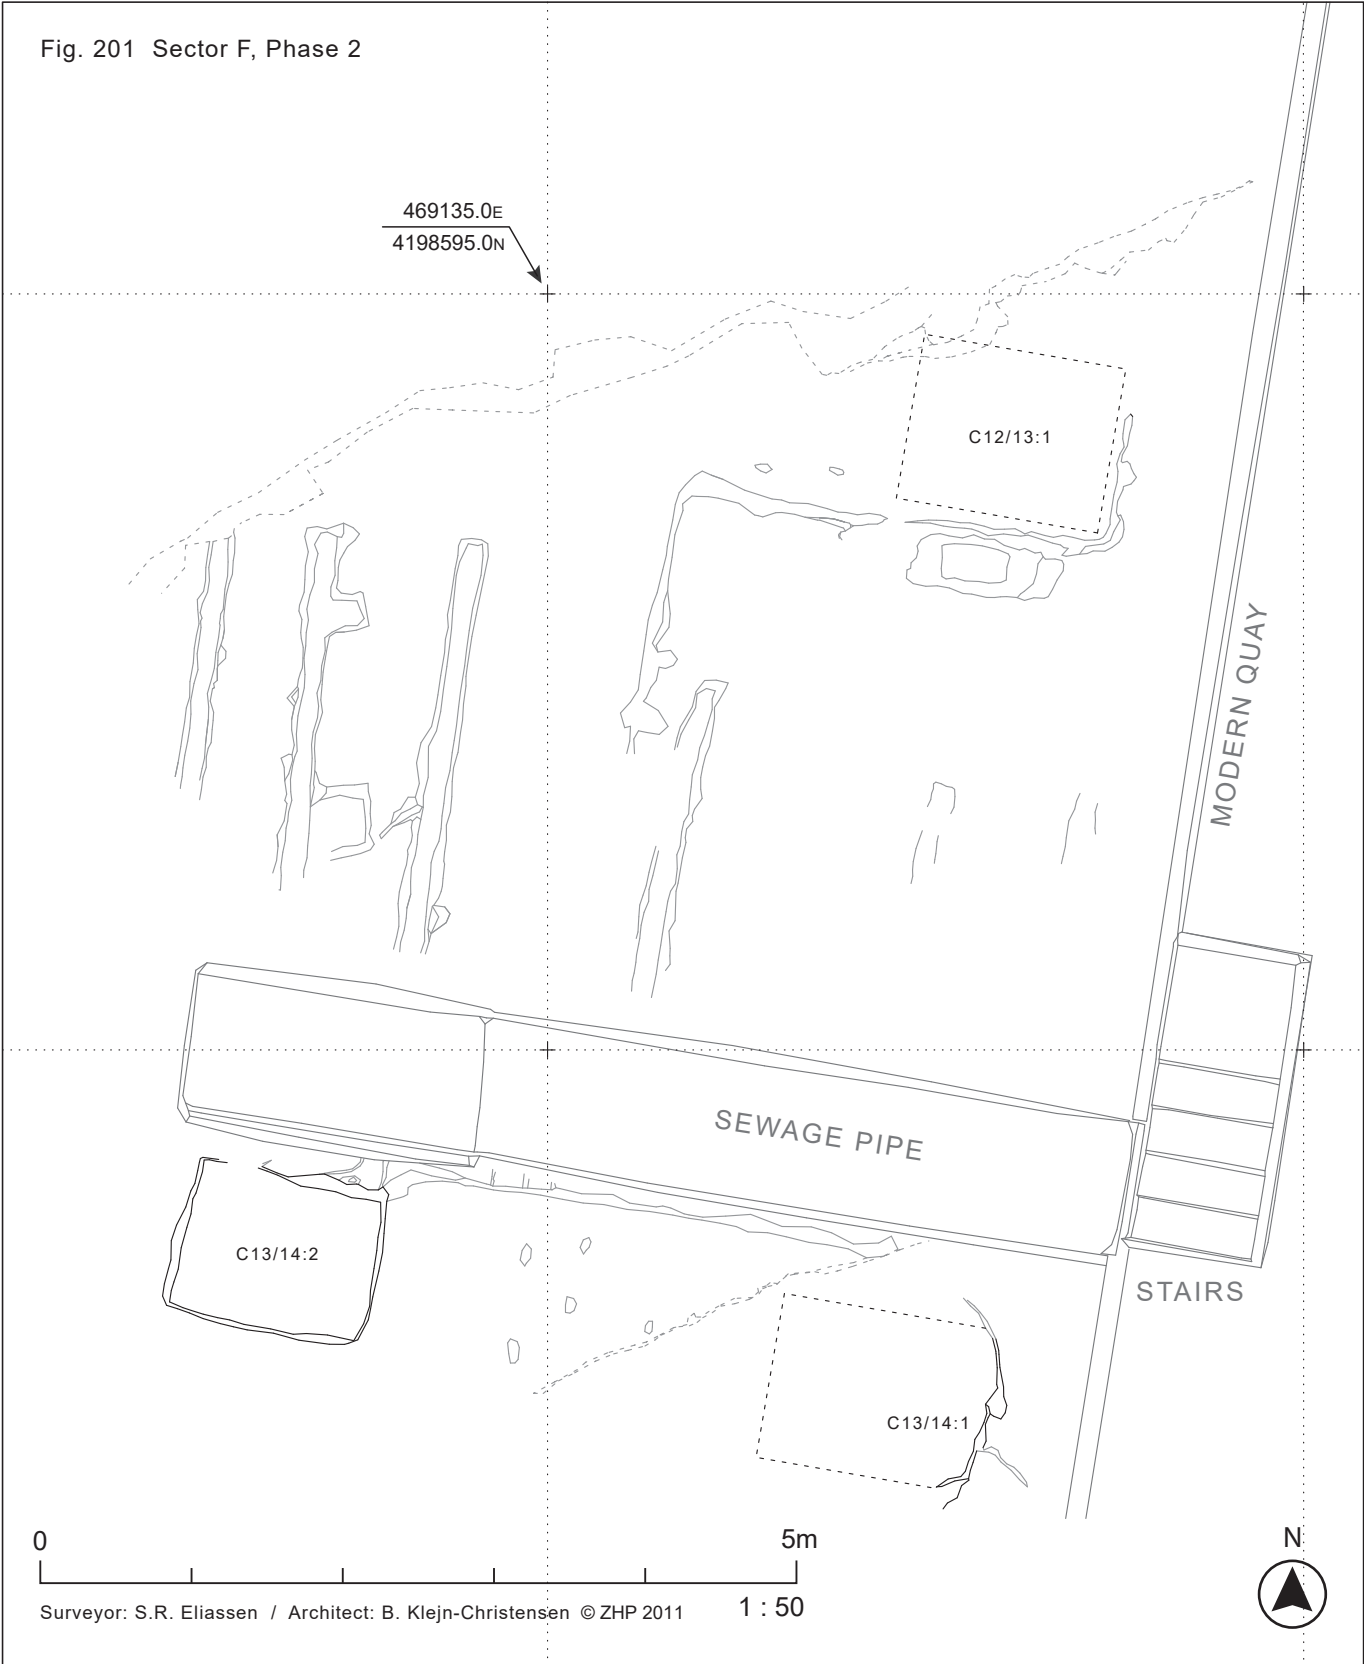 Fig. 201 Sector F, Phase 2
469135.0E
4198595.0N
C12/13:1
MODERN QUAY
SEWAGE PIPE
C13/14:2
STAIRS
C13/14:1
0
5m
N
Surveyor: S.R. Eliassen / Architect: B. Klejn-Christensen © ZHP 2011
1 : 50